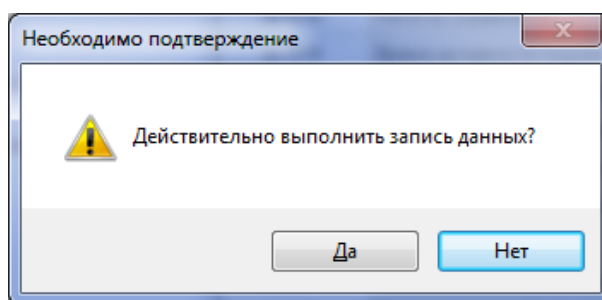 Необходимо подтверждение
Действительно выполнить запись данных?
Да
Нет